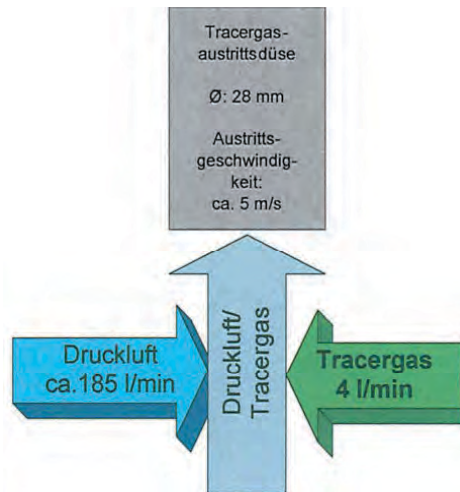 Tracergas-
austrittsdüse
Ø: 28 mm
Austritts-
geschwindig-
keit:
ca. 5 m/s
Druckluft
ca.185 l/min
Druckluft/
Tracergas
Tracergas
4 l/min